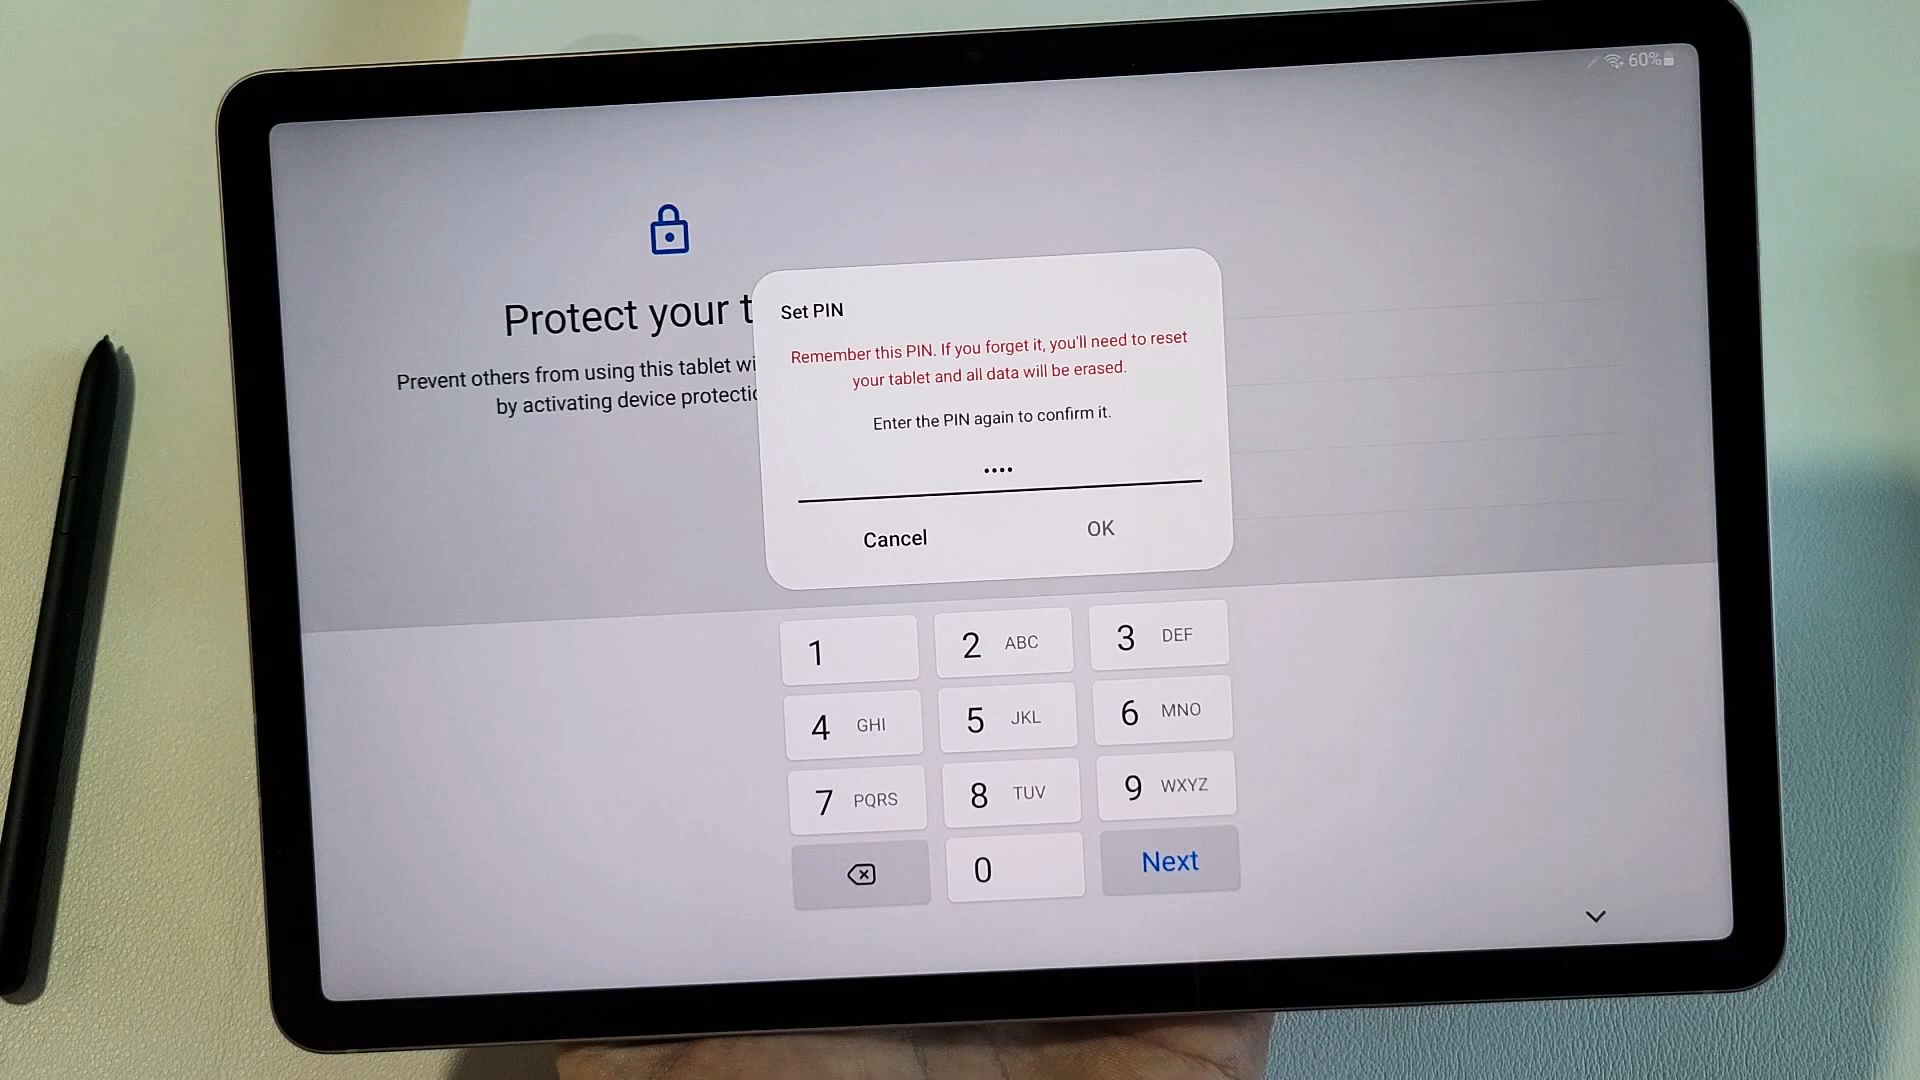 60%
Protect your t
Prevent others from using this tablet wi
by activating device protectio
Set PIN
Remember this PIN. If you forget it, you'll need to reset
your tablet and all data will be erased.
Enter the PIN again to confirm it.
••••
Cancel OK
1 2 ABC 3 DEF
4 GHI 5 JKL 6 MNO
7 PQRS 8 TUV 9 WXYZ
0 Next